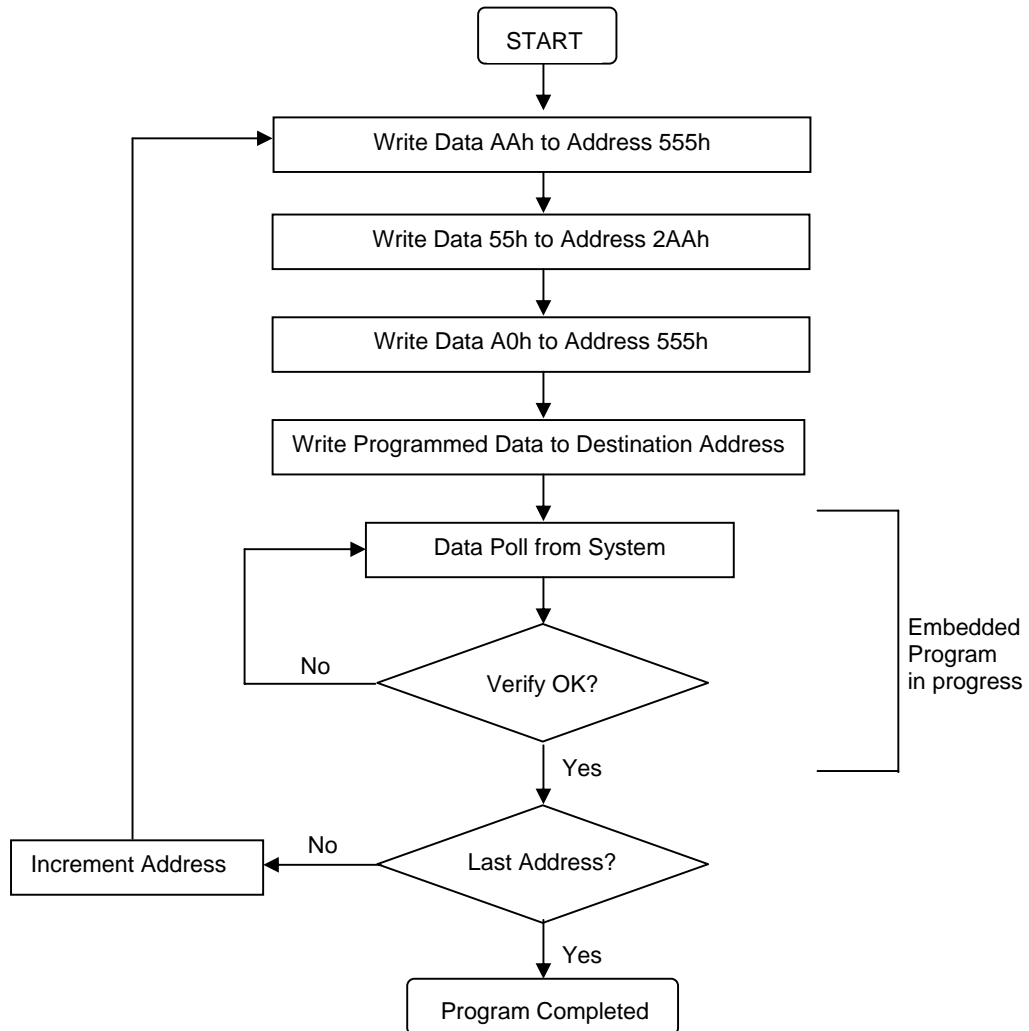 START
Write Data AAh to Address 555h
Write Data 55h to Address 2AAh
Write Data A0h to Address 555h
Write Programmed Data to Destination Address
Data Poll from System
Embedded
Program
in progress
No
Verify OK?
Yes
Increment Address
No
Last Address?
Yes
Program Completed